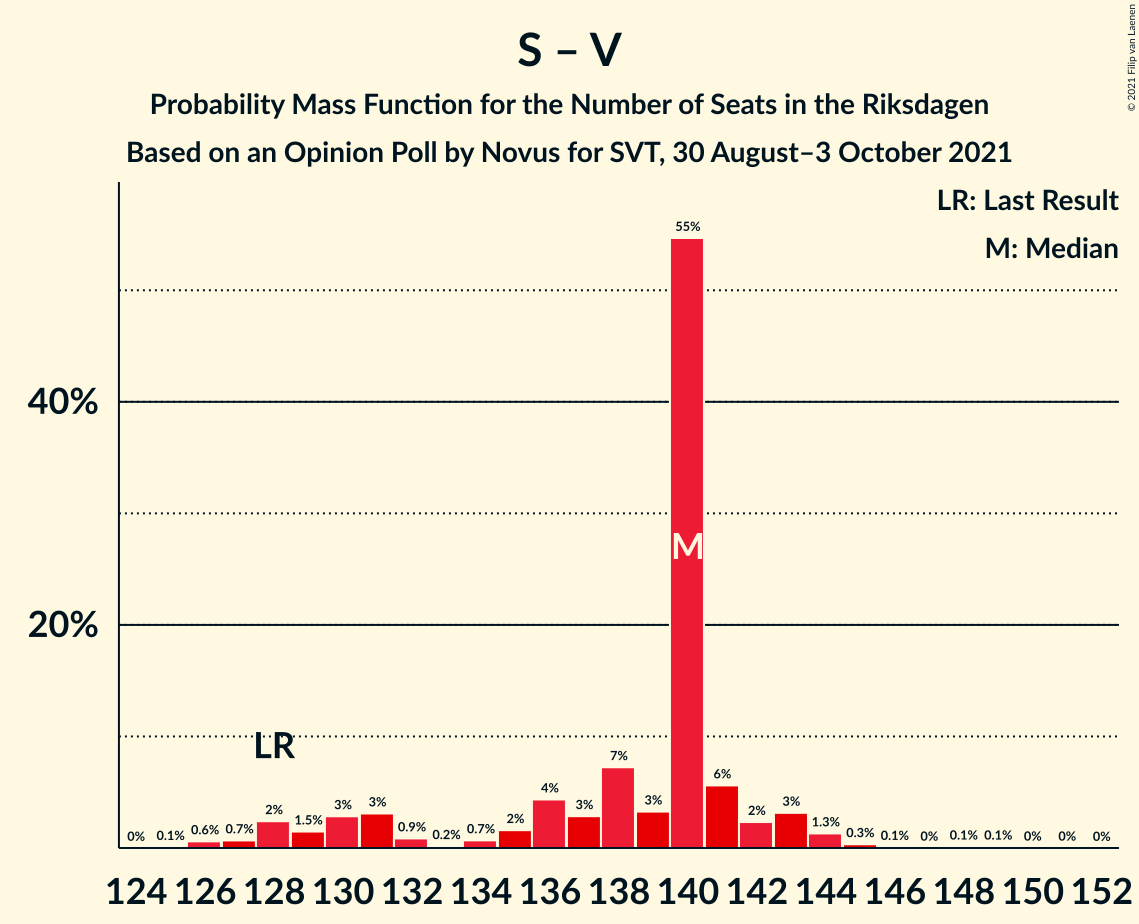 © 2021 Filip van Laenen
S – V
Probability Mass Function for the Number of Seats in the Riksdagen
Based on an Opinion Poll by Novus for SVT, 30 August–3 October 2021
LR: Last Result
M: Median
40%
20%
LR
M
0% 0.1% 0.6% 0.7% 2% 1.5% 3% 3% 0.9% 0.2% 0.7% 2% 4% 3% 7% 3% 55% 6% 2% 3% 1.3% 0.3% 0.1% 0% 0.1% 0.1% 0% 0% 0%
124 126 128 130 132 134 136 138 140 142 144 146 148 150 152